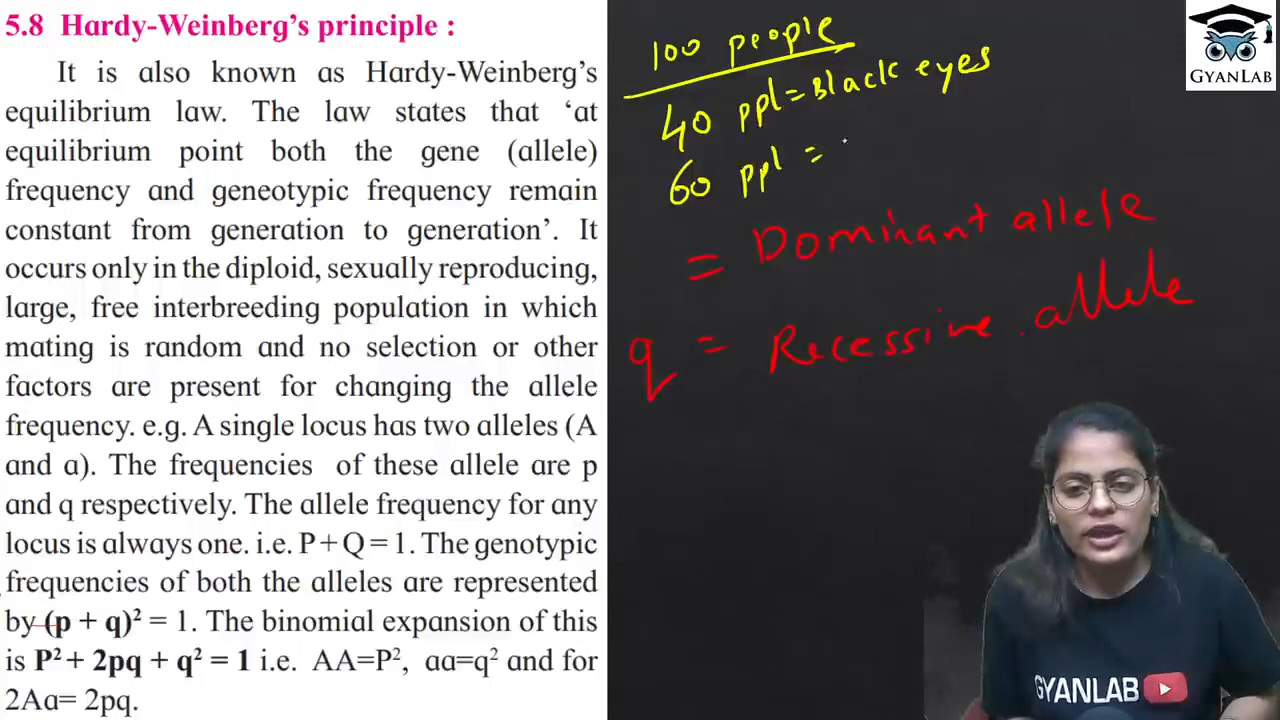 5.8 Hardy-Weinberg's principle :
It is also known as Hardy-Weinberg's
equilibrium law. The law states that ‘at
equilibrium point both the gene (allele)
frequency and geneotypic frequency remain
constant from generation to generation’. It
occurs only in the diploid, sexually reproducing,
large, free interbreeding population in which
mating is random and no selection or other
factors are present for changing the allele
frequency. e.g. A single locus has two alleles (A
and a). The frequencies of these allele are p
and q respectively. The allele frequency for any
locus is always one. i.e. P + Q = 1. The genotypic
frequencies of both the alleles are represented
by (p + q)² = 1. The binomial expansion of this
is P² + 2pq + q² = 1 i.e. AA=P², aa=q² and for
2Aa= 2pq.
100 people
40 ppl = Black eyes
60 ppl =
= Dominant allele
q = Recessive allele
GYANLAB
GYANLAB